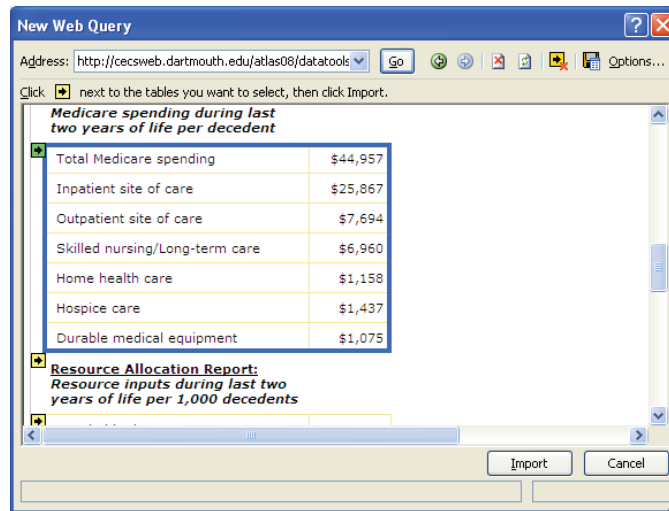 New Web Query
Address: http://cecsweb.dartmouth.edu/atlas08/datatools Go Options...
Click next to the tables you want to select, then click Import.
Medicare spending during last
two years of life per decedent
Total Medicare spending $44,957
Inpatient site of care $25,867
Outpatient site of care $7,694
Skilled nursing/Long-term care $6,960
Home health care $1,158
Hospice care $1,437
Durable medical equipment $1,075
Resource Allocation Report:
Resource inputs during last two
years of life per 1,000 decedents
Import Cancel